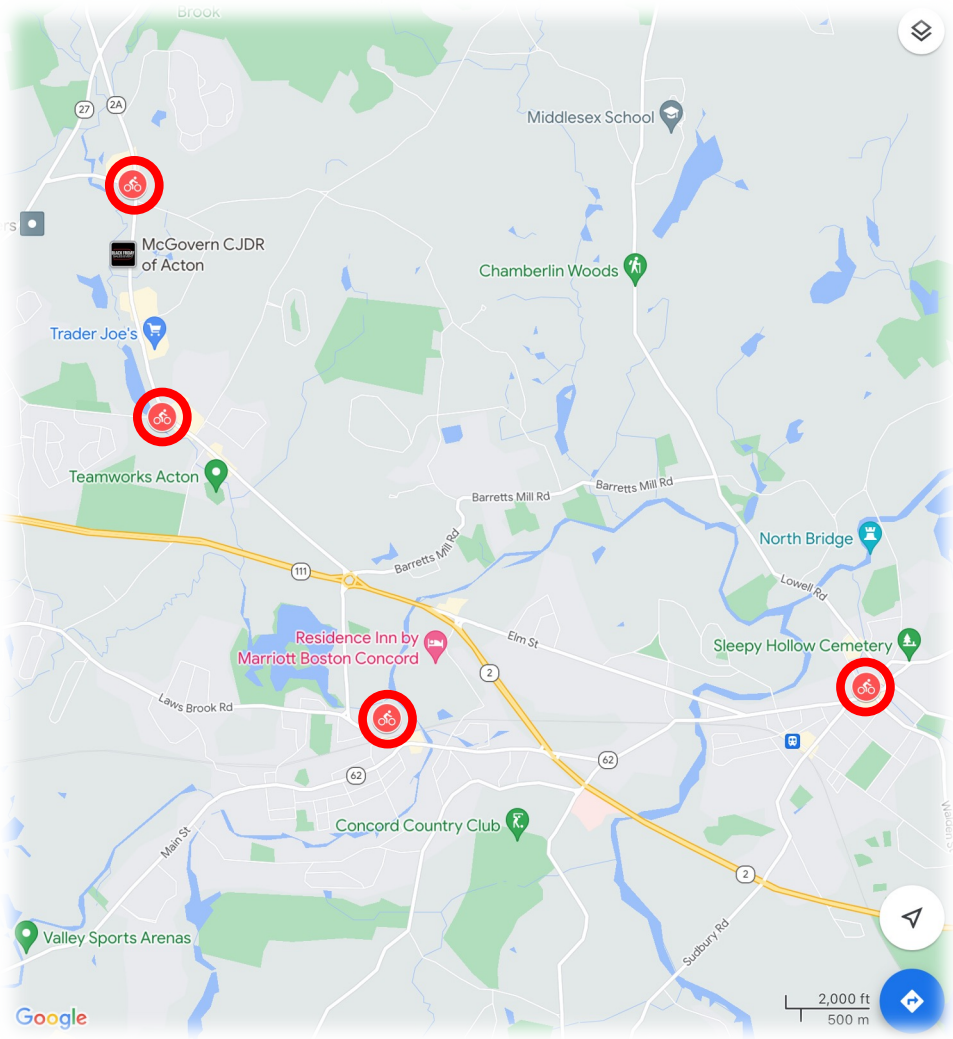 Brook
27
2A
Middlesex School
rs
McGovern CJDR
of Acton
Chamberlin Woods
Trader Joe's
Teamworks Acton
Barretts Mill Rd
Barretts Mill Rd
North Bridge
Barretts Mill Rd
111
Lowell Rd
Residence Inn by
Marriott Boston Concord
Elm St
Sleepy Hollow Cemetery
2
Laws Brook Rd
62
62
Concord Country Club
Main St
2
Valley Sports Arenas
Sudbury Rd
Google
2,000 ft
500 m